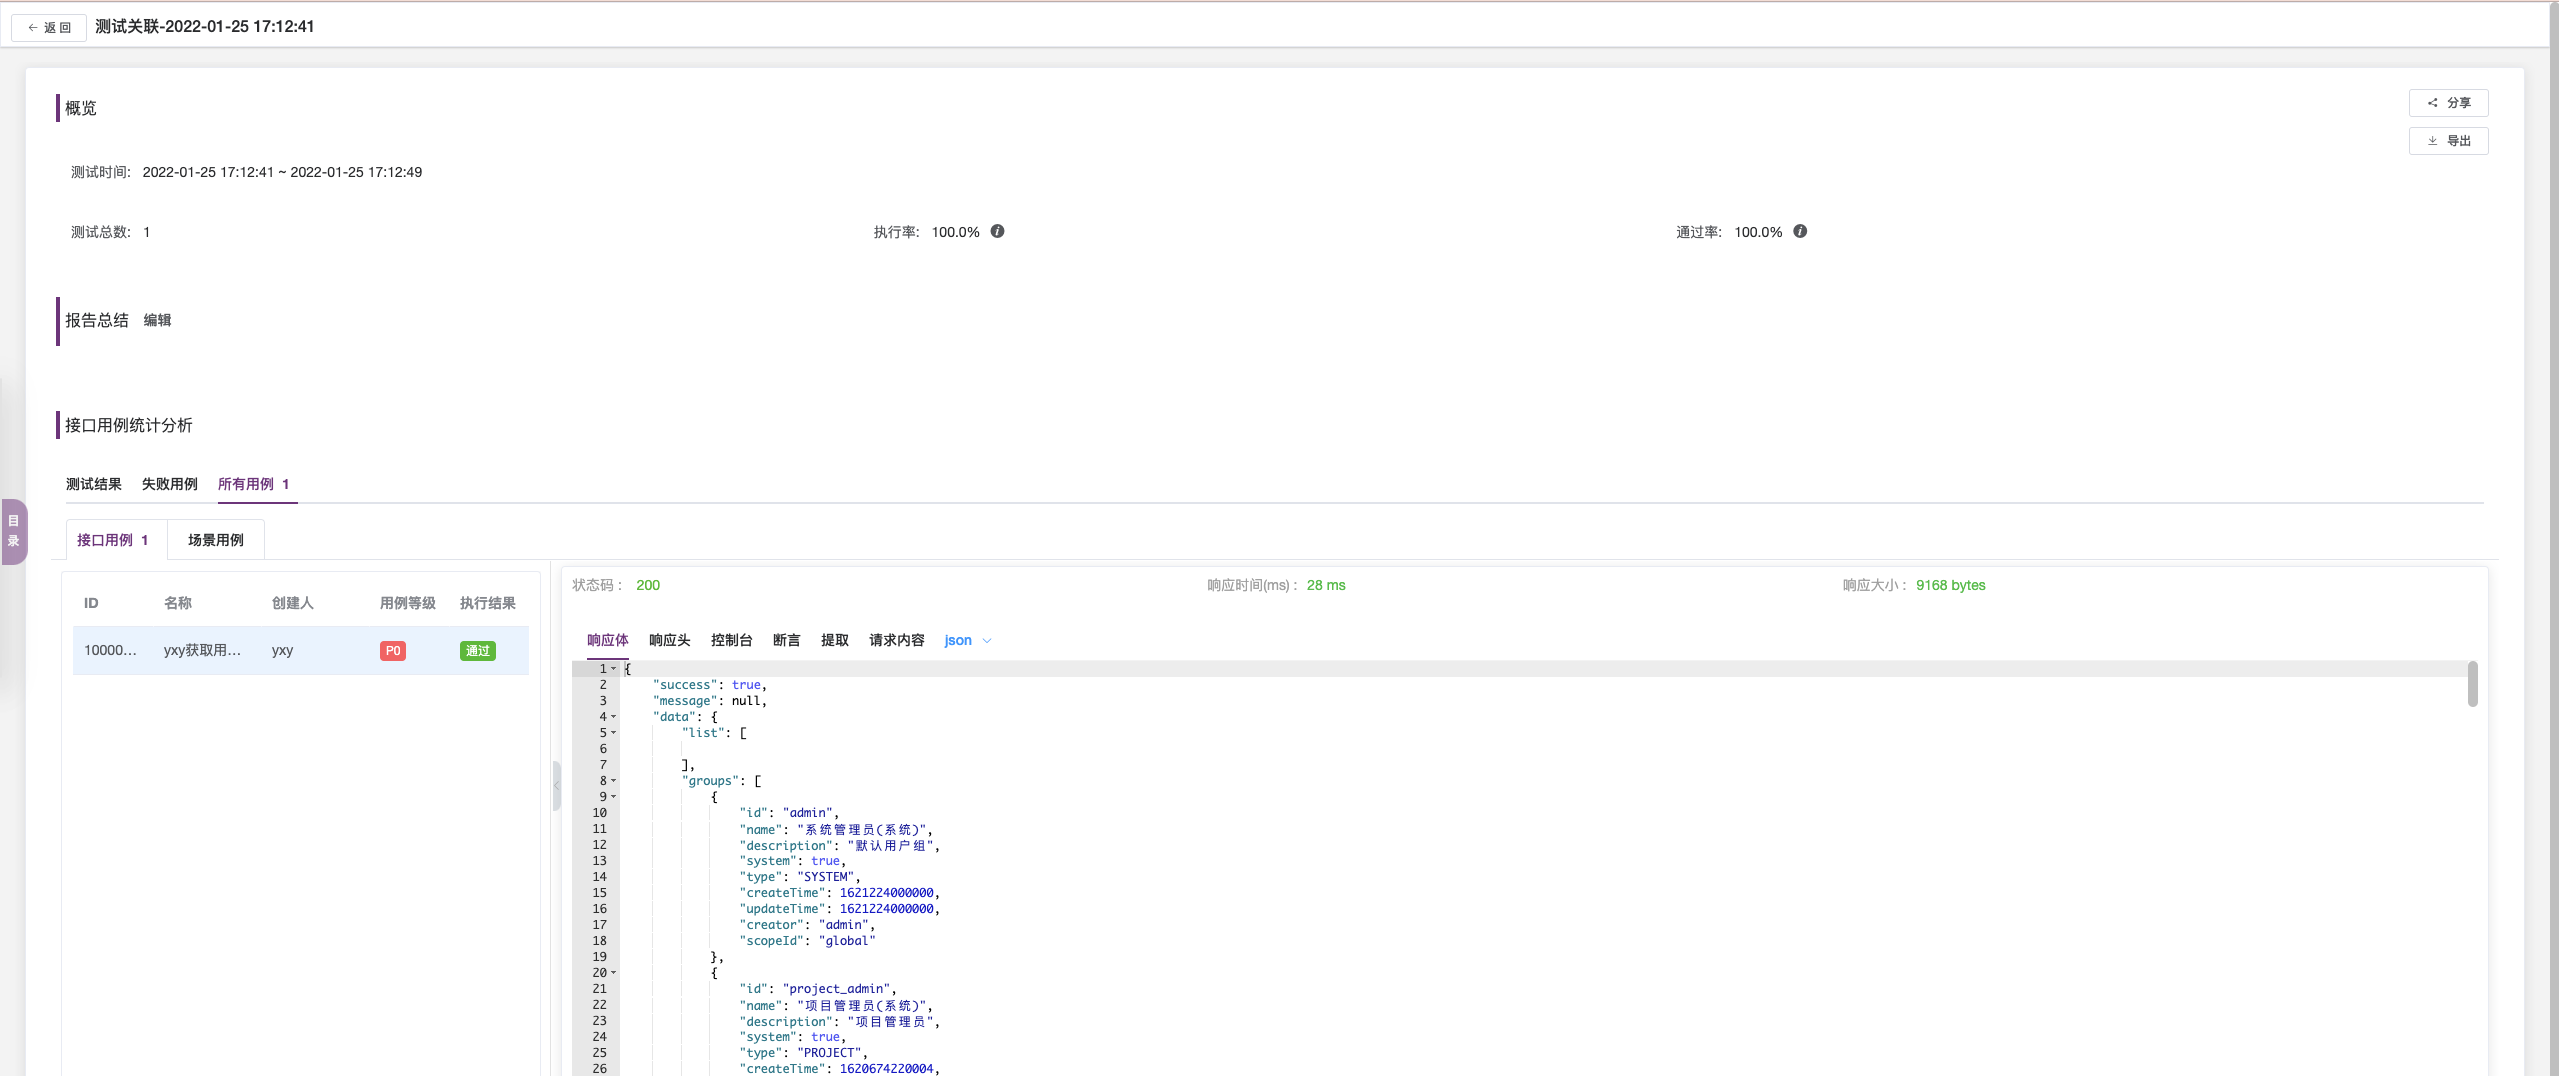 返 回 测试关联-2022-01-25 17:12:41
概览
分享
导出
测试时间: 2022-01-25 17:12:41 ~ 2022-01-25 17:12:49
测试总数: 1 执行率: 100.0% 通过率: 100.0%
报告总结 编辑
接口用例统计分析
测试结果 失败用例 所有用例 1
目录
接口用例 1 场景用例
ID 名称 创建人 用例等级 执行结果
10000... yxy获取用... yxy P0 通过
状态码 : 200 响应时间(ms) : 28 ms 响应大小 : 9168 bytes
响应体 响应头 控制台 断言 提取 请求内容 json
1 {
2 "success": true,
3 "message": null,
4 "data": {
5 "list": [
6
7 ],
8 "groups": [
9 {
10 "id": "admin",
11 "name": "系统管理员(系统)",
12 "description": "默认用户组",
13 "system": true,
14 "type": "SYSTEM",
15 "createTime": 1621224000000,
16 "updateTime": 1621224000000,
17 "creator": "admin",
18 "scopeId": "global"
19 },
20 {
21 "id": "project_admin",
22 "name": "项目管理员(系统)",
23 "description": "项目管理员",
24 "system": true,
25 "type": "PROJECT",
26 "createTime": 1620674220004,